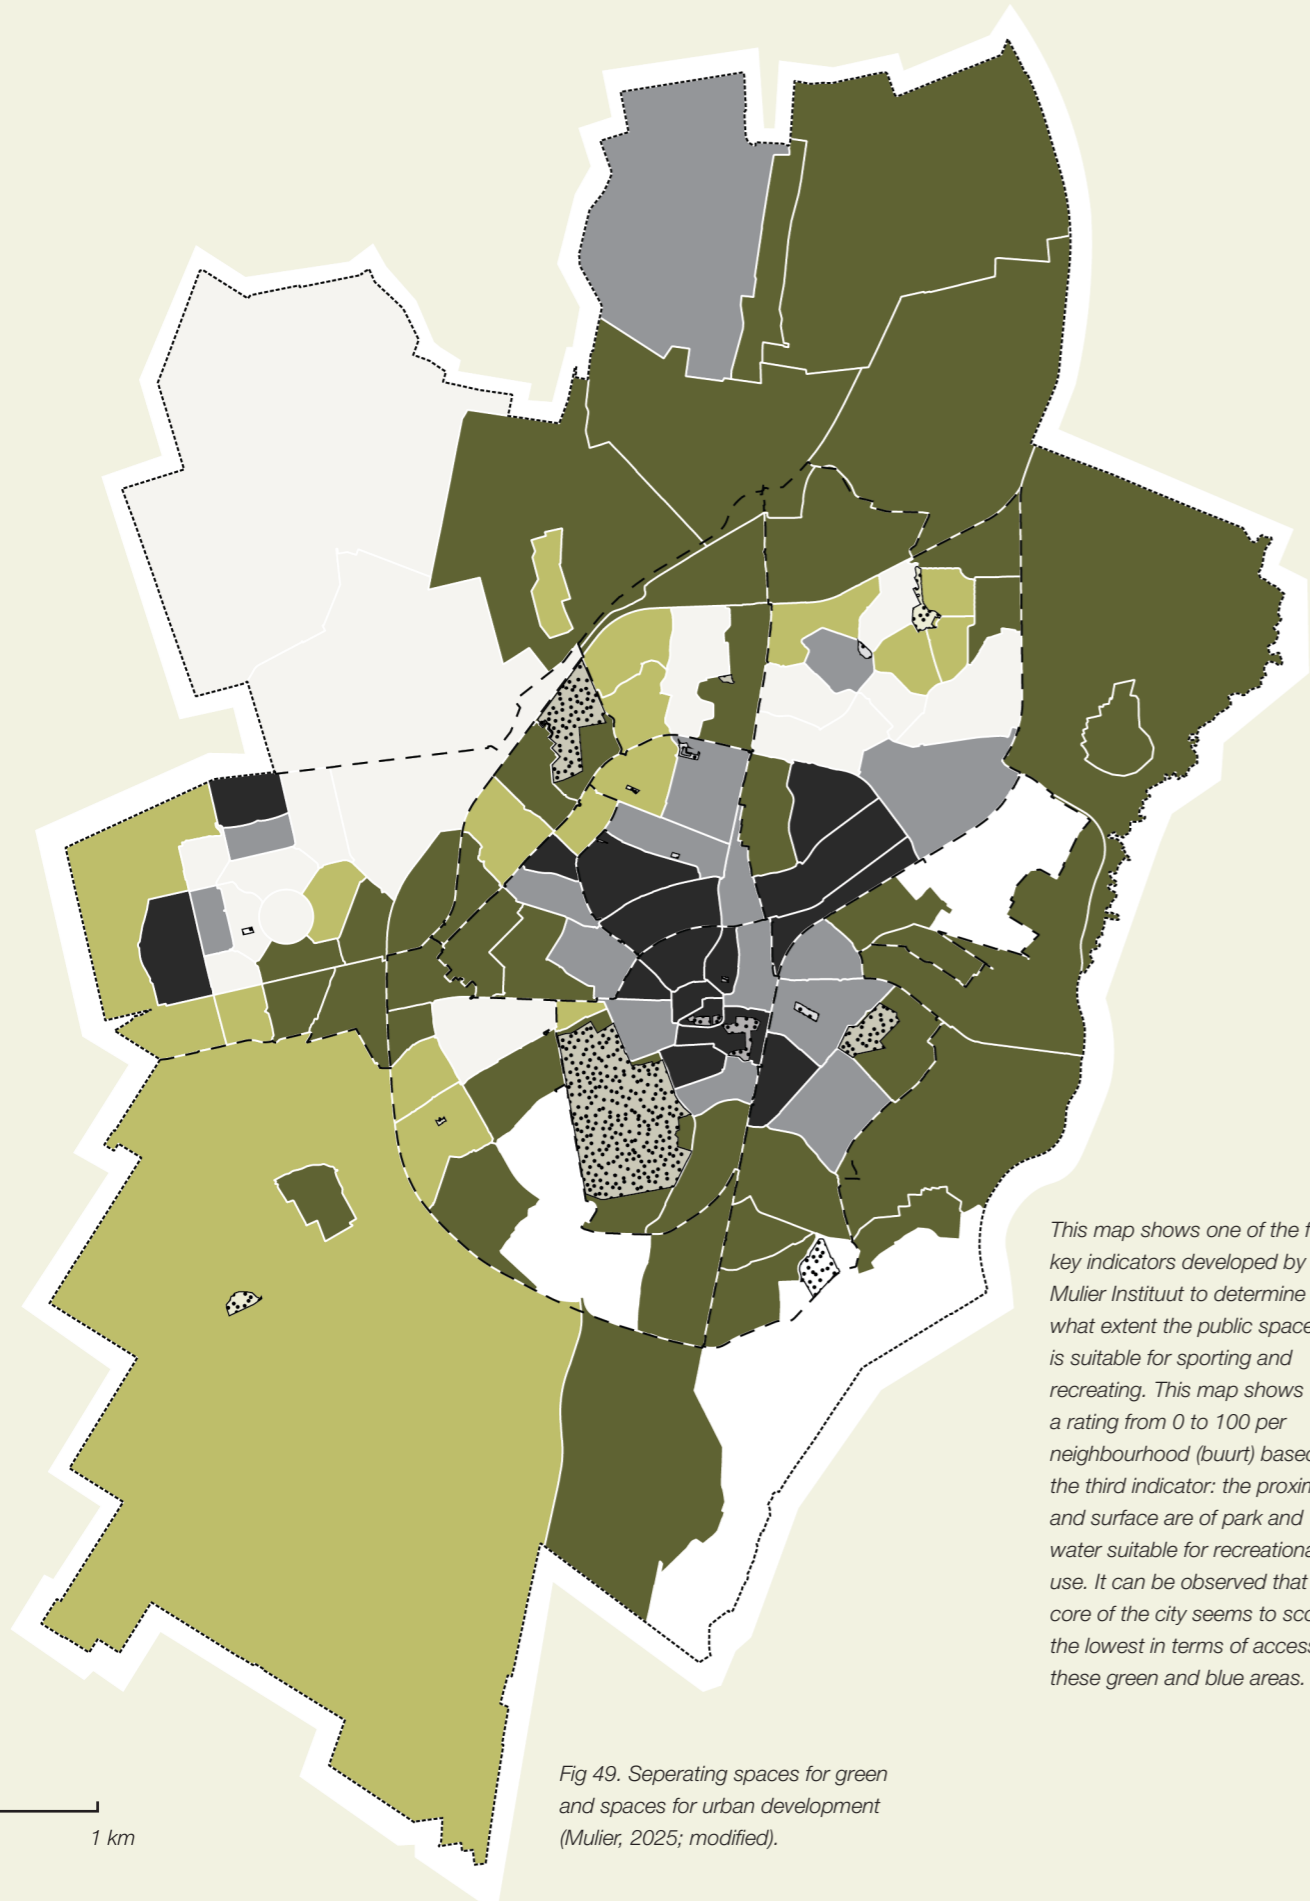 This map shows one of the
key indicators developed by
Mulier Instituut to determine
what extent the public space
is suitable for sporting and
recreating. This map shows
a rating from 0 to 100 per
neighbourhood (buurt) based
the third indicator: the
and surface are of park and
water suitable for
use. It can be observed that
core of the city seems to
the lowest in terms of
these green and blue areas.
Fig 49. Seperating spaces for green
and spaces for urban development
(Mulier, 2025; modified).
1 km